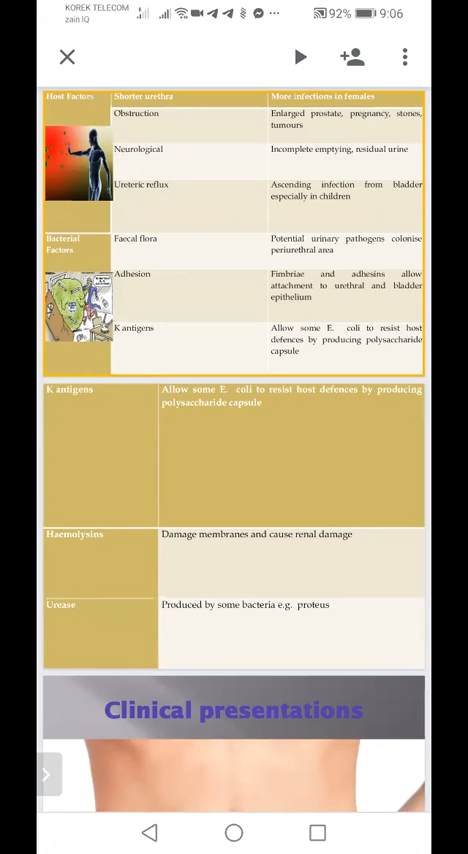 KOREK TELECOM
zain IQ
92% 9:06
Host Factors Shorter urethra More infections in females
Obstruction Enlarged prostate, pregnancy, stones,
tumours
Neurological Incomplete emptying, residual urine
Ureteric reflux Ascending infection from bladder
especially in children
Bacterial Faecal flora Potential urinary pathogens colonise
Factors periurethral area
Adhesion Fimbriae and adhesins allow
attachment to urethral and bladder
epithelium
K antigens Allow some E. coli to resist host
defences by producing polysaccharide
capsule
K antigens Allow some E. coli to resist host defences by producing
polysaccharide capsule
Haemolysins Damage membranes and cause renal damage
Urease Produced by some bacteria e.g. proteus
Clinical presentations